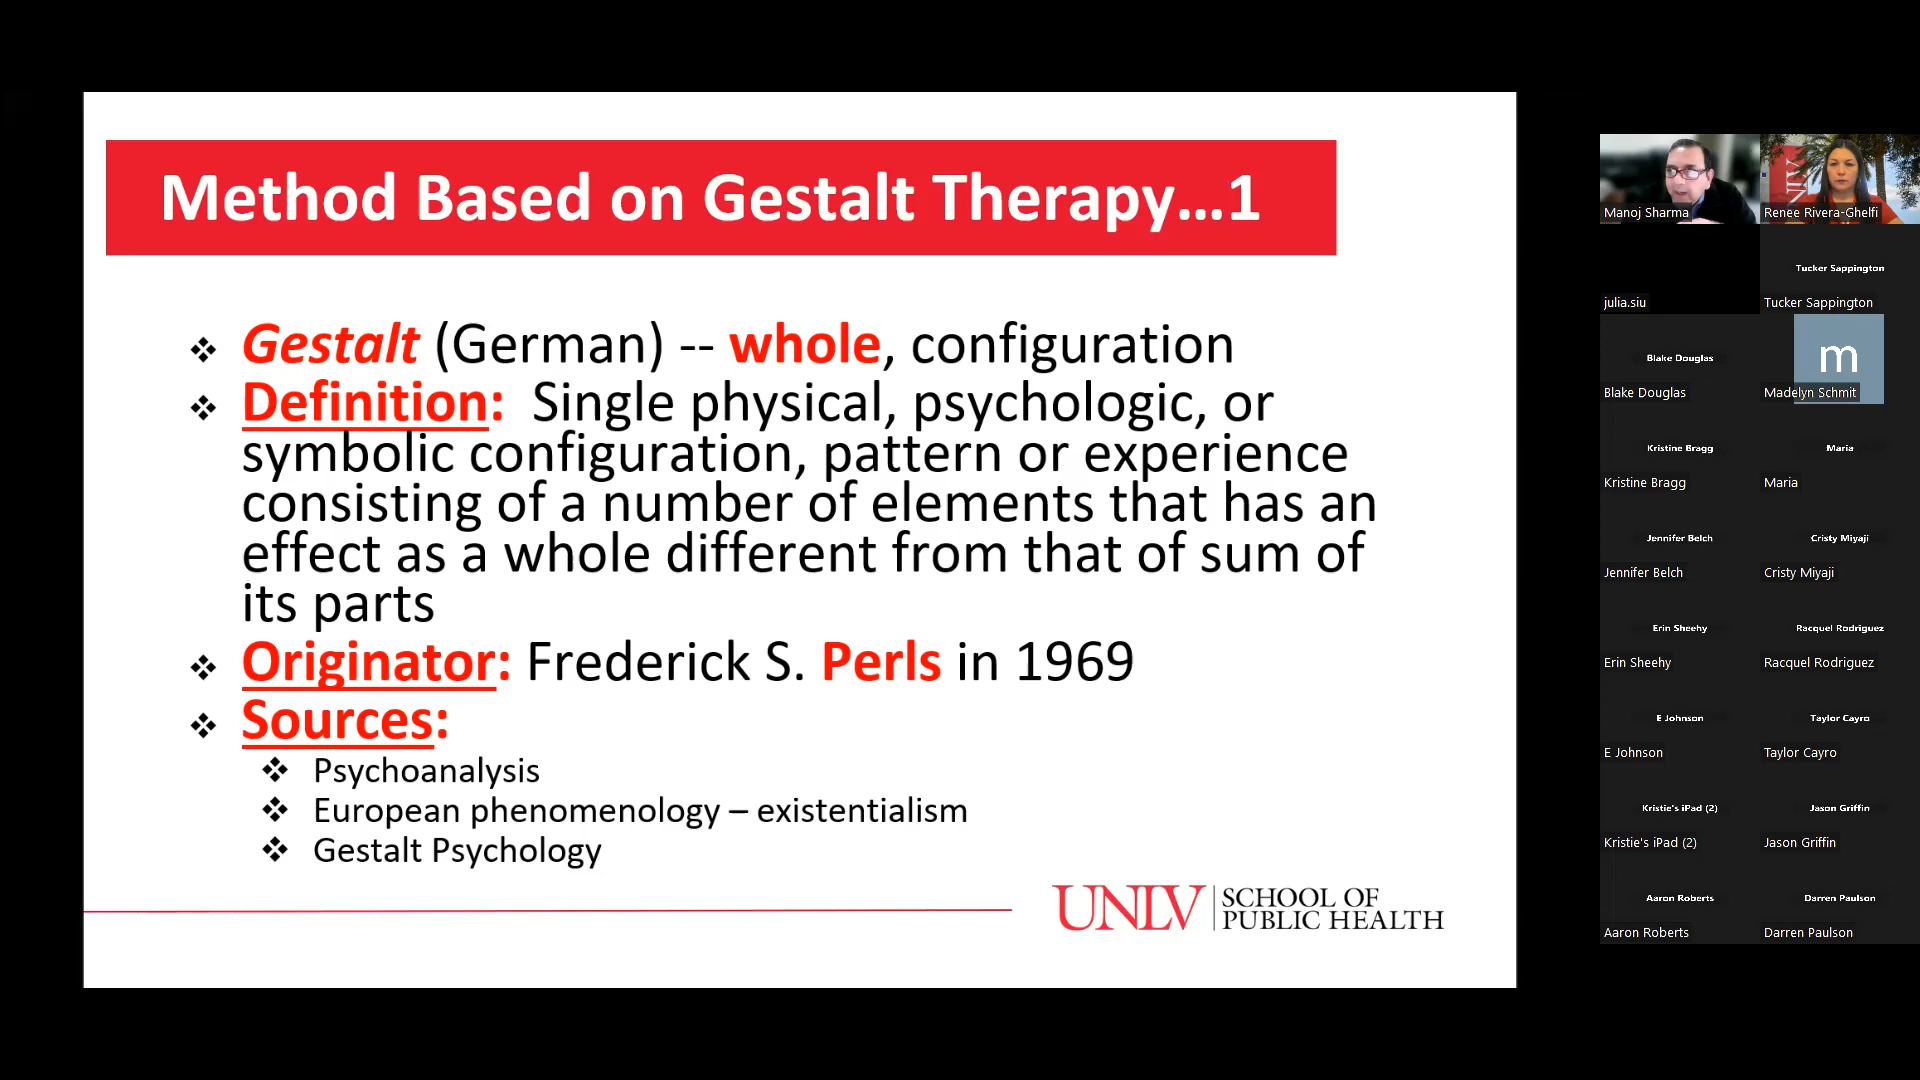 Method Based on Gestalt Therapy...1
❖ Gestalt (German) -- whole, configuration
❖ Definition: Single physical, psychologic, or
symbolic configuration, pattern or experience
consisting of a number of elements that has an
effect as a whole different from that of sum of
its parts
❖ Originator: Frederick S. Perls in 1969
❖ Sources:
❖ Psychoanalysis
❖ European phenomenology – existentialism
❖ Gestalt Psychology
UNLV SCHOOL OF
PUBLIC HEALTH
UNLV
Manoj Sharma
Renee Rivera-Ghelfi
julia.siu
Tucker Sappington
Tucker Sappington
Blake Douglas
Blake Douglas
m
Madelyn Schmit
Kristine Bragg
Kristine Bragg
Maria
Maria
Jennifer Belch
Jennifer Belch
Cristy Miyaji
Cristy Miyaji
Erin Sheehy
Erin Sheehy
Racquel Rodriguez
Racquel Rodriguez
E Johnson
E Johnson
Taylor Cayro
Taylor Cayro
Kristie's iPad (2)
Kristie's iPad (2)
Jason Griffin
Jason Griffin
Aaron Roberts
Aaron Roberts
Darren Paulson
Darren Paulson